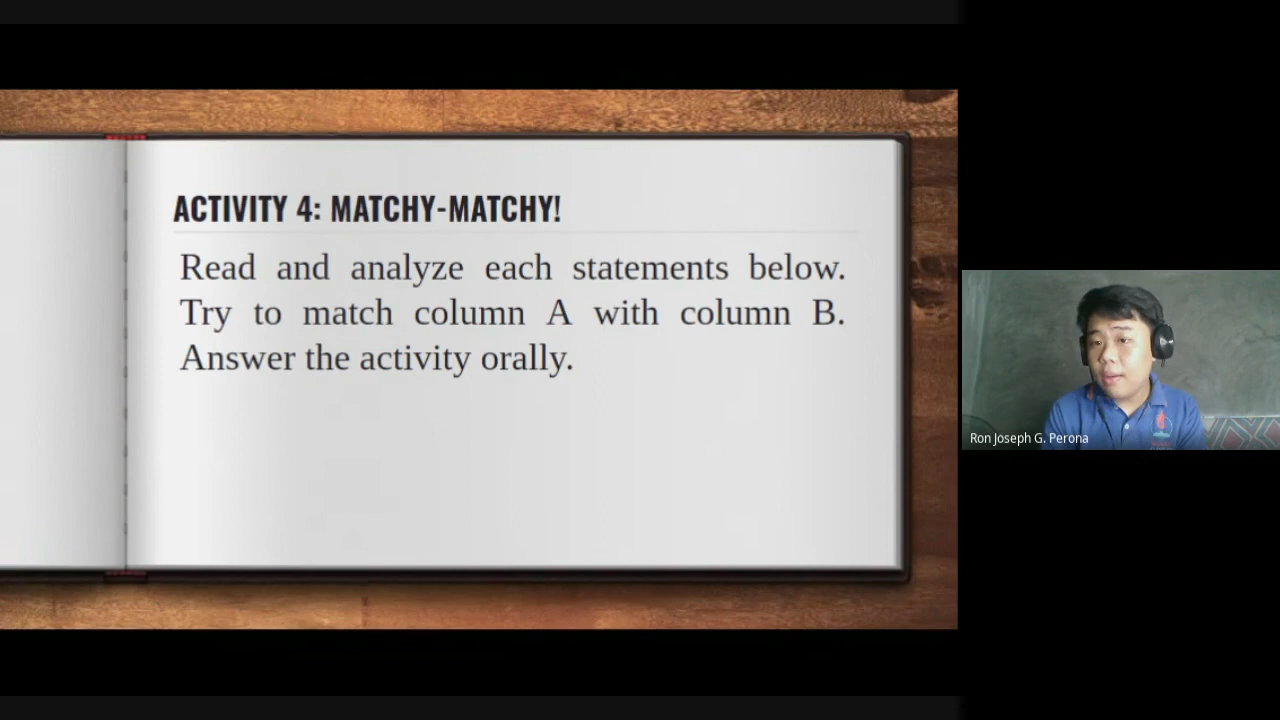 ACTIVITY 4: MATCHY-MATCHY!
Read and analyze each statements below.
Try to match column A with column B.
Answer the activity orally.
Ron Joseph G. Perona